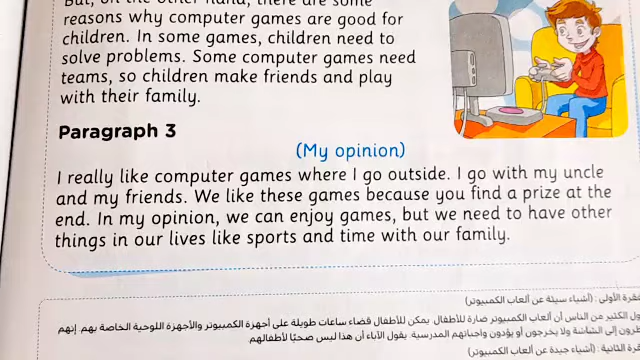 But, on the other hand, there are some
reasons why computer games are good for
children. In some games, children need to
solve problems. Some computer games need
teams, so children make friends and play
with their family.
Paragraph 3
(My opinion)
I really like computer games where I go outside. I go with my uncle
and my friends. We like these games because you find a prize at the
end. In my opinion, we can enjoy games, but we need to have other
things in our lives like sports and time with our family.
فقرة الأولى: (أشياء سيئة عن ألعاب الكمبيوتر)
ول الكثير من الناس أن ألعاب الكمبيوتر ضارة للأطفال. يمكن للأطفال قضاء ساعات طويلة على أجهزة الكمبيوتر والأجهزة اللوحية الخاصة بهم. إنهم
ظرون إلى الشاشة ولا يخرجون أو يؤدون واجباتهم المدرسية. يقول الآباء أن هذا ليس صحيًا لأطفالهم.
قرة الثانية: (أشياء جيدة عن ألعاب الكمبيوتر)